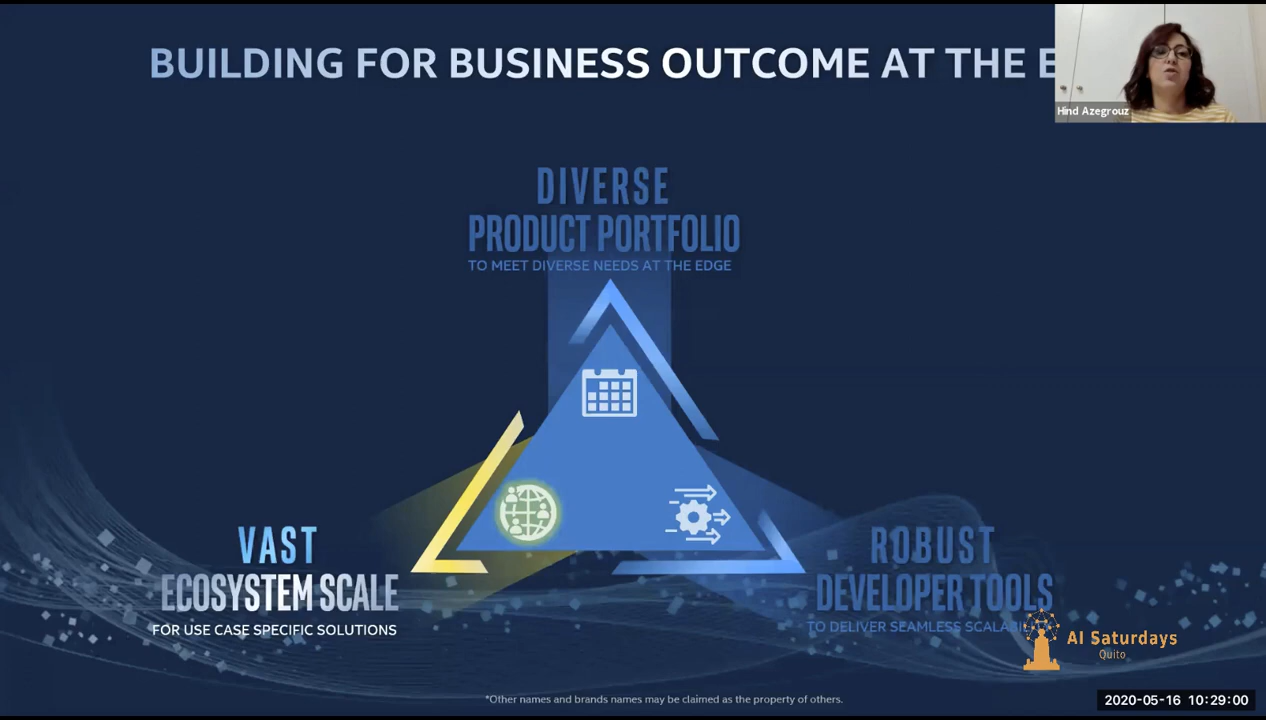 BUILDING FOR BUSINESS OUTCOME AT THE E
Hind Azegrouz
DIVERSE
PRODUCT PORTFOLIO
TO MEET DIVERSE NEEDS AT THE EDGE
VAST
ECOSYSTEM SCALE
FOR USE CASE SPECIFIC SOLUTIONS
ROBUST
DEVELOPER TOOLS
TO DELIVER SEAMLESS
AI Saturdays
Quito
*Other names and brands names may be claimed as the property of others.
2020-05-16 10:29:00